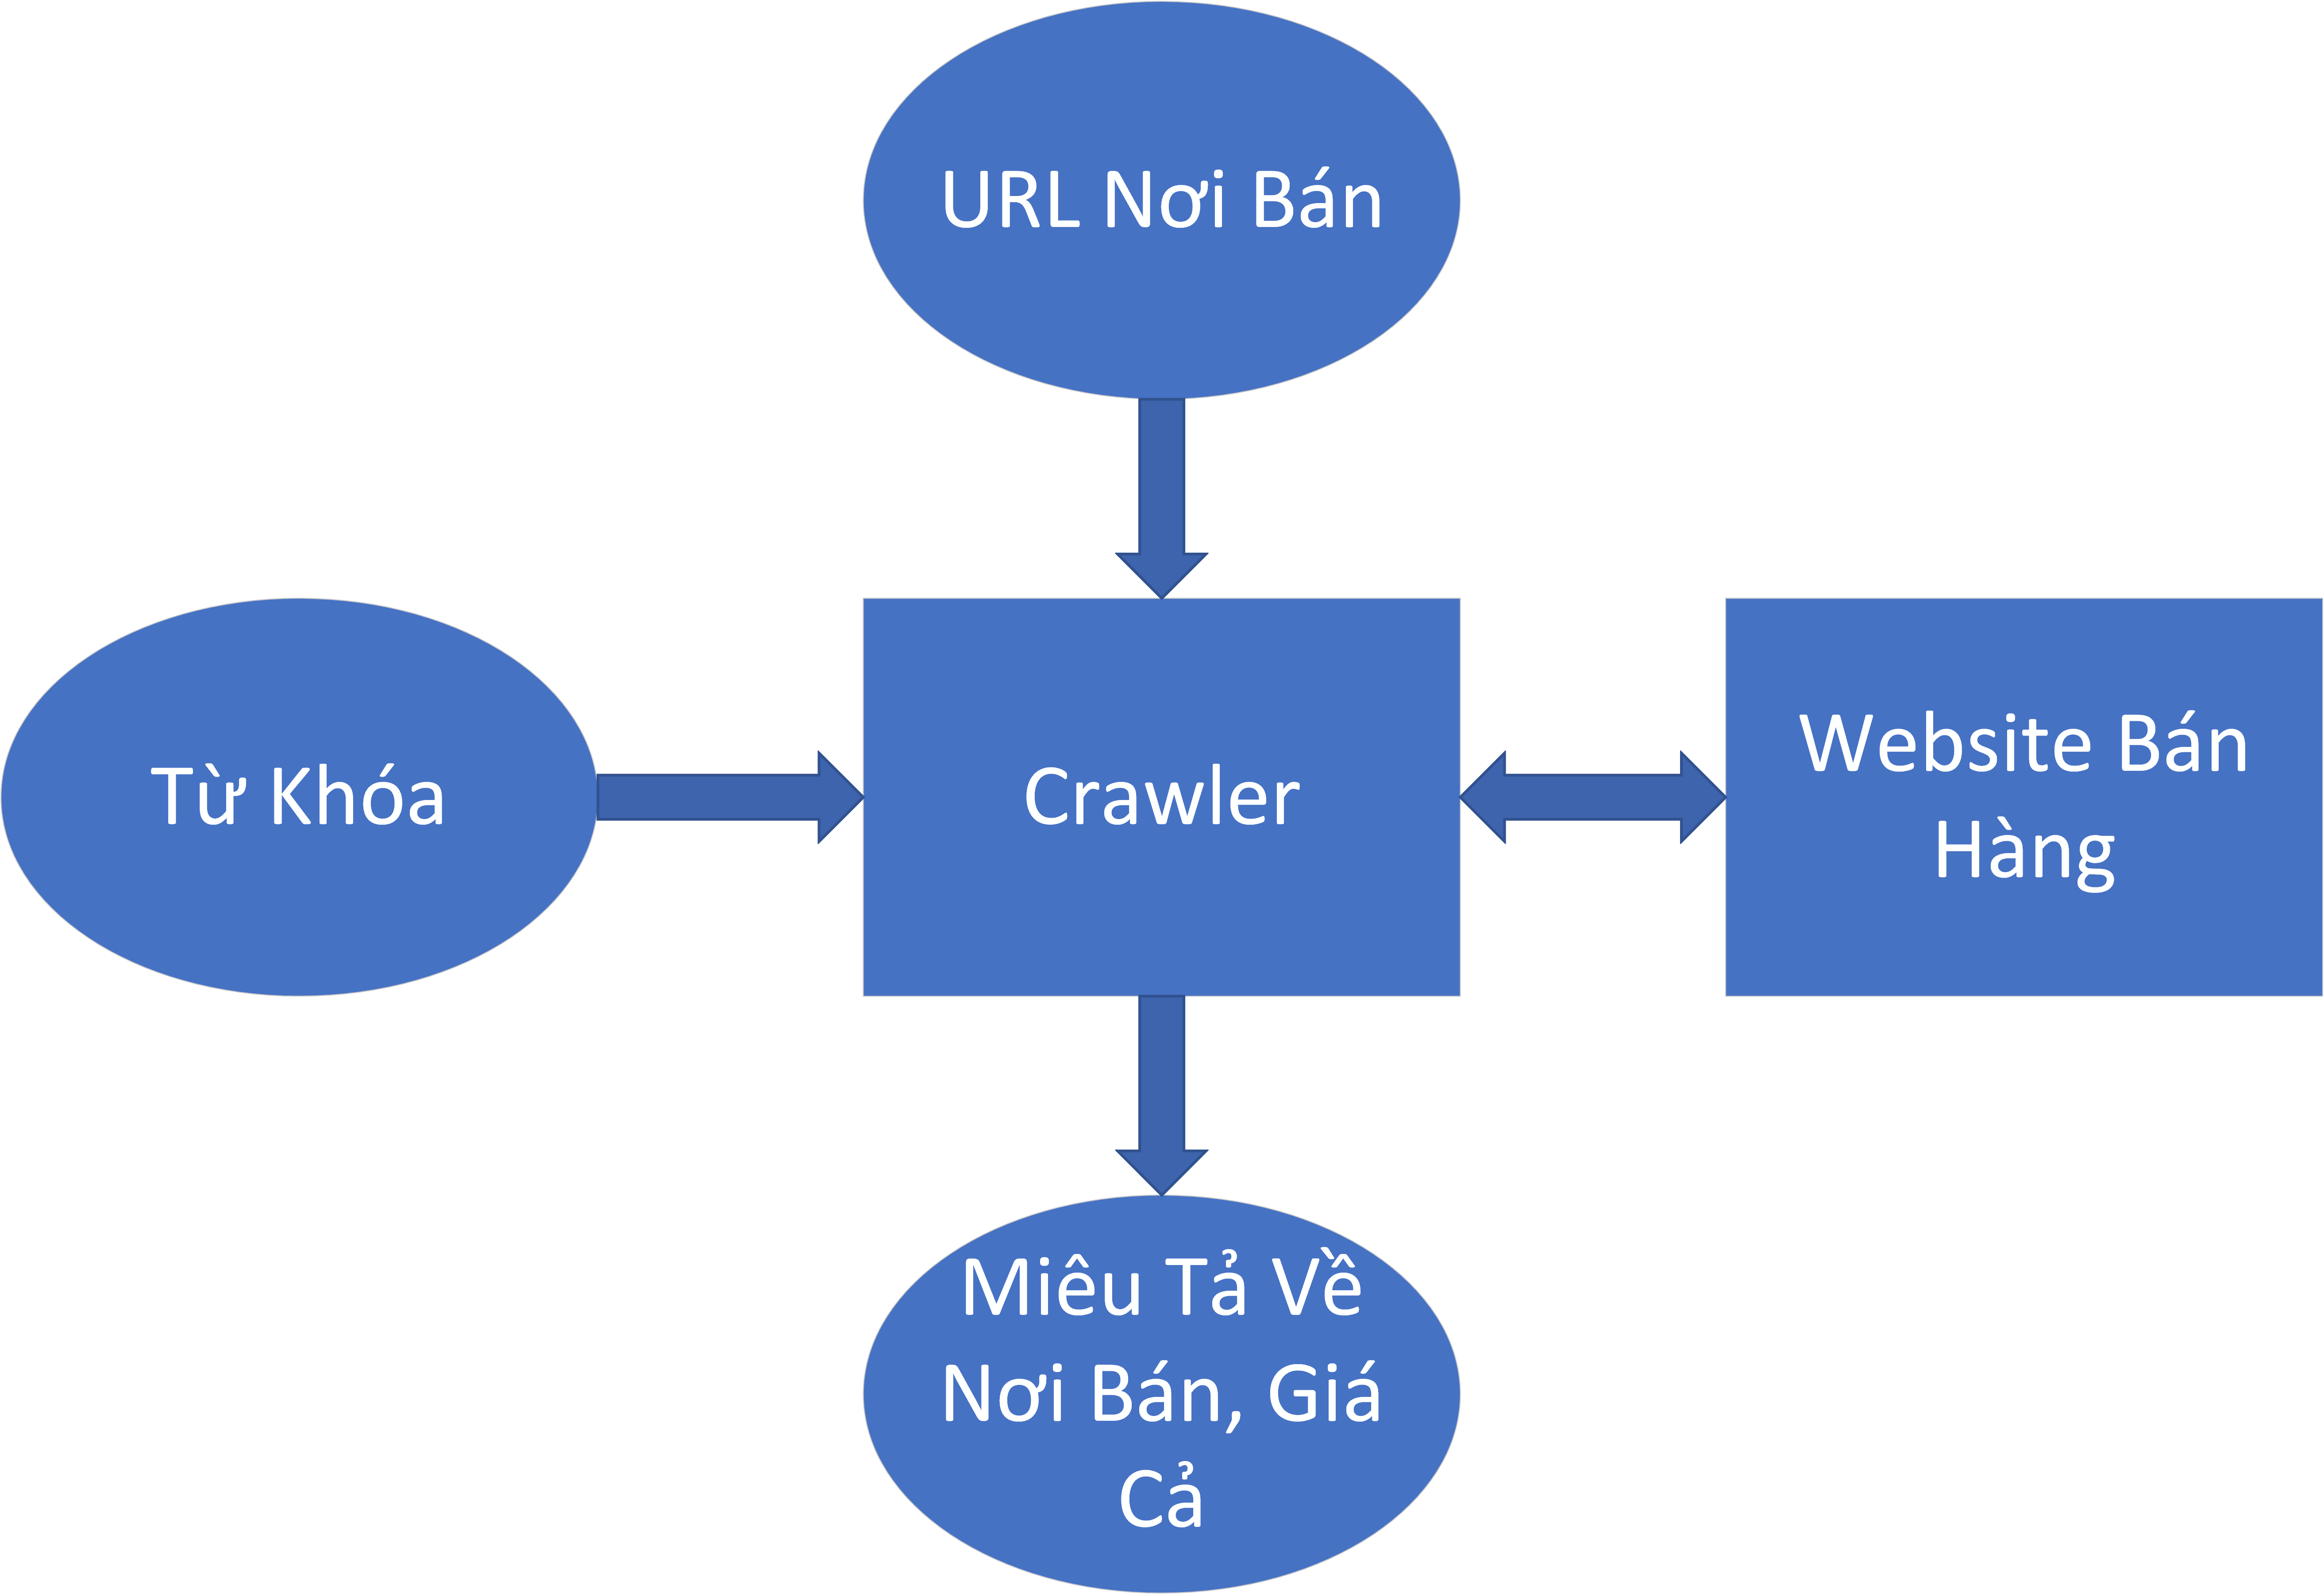 URL Nơi Bán
Từ Khóa
Crawler
Website Bán
Hàng
Miêu Tả Về
Nơi Bán, Giá
Cả